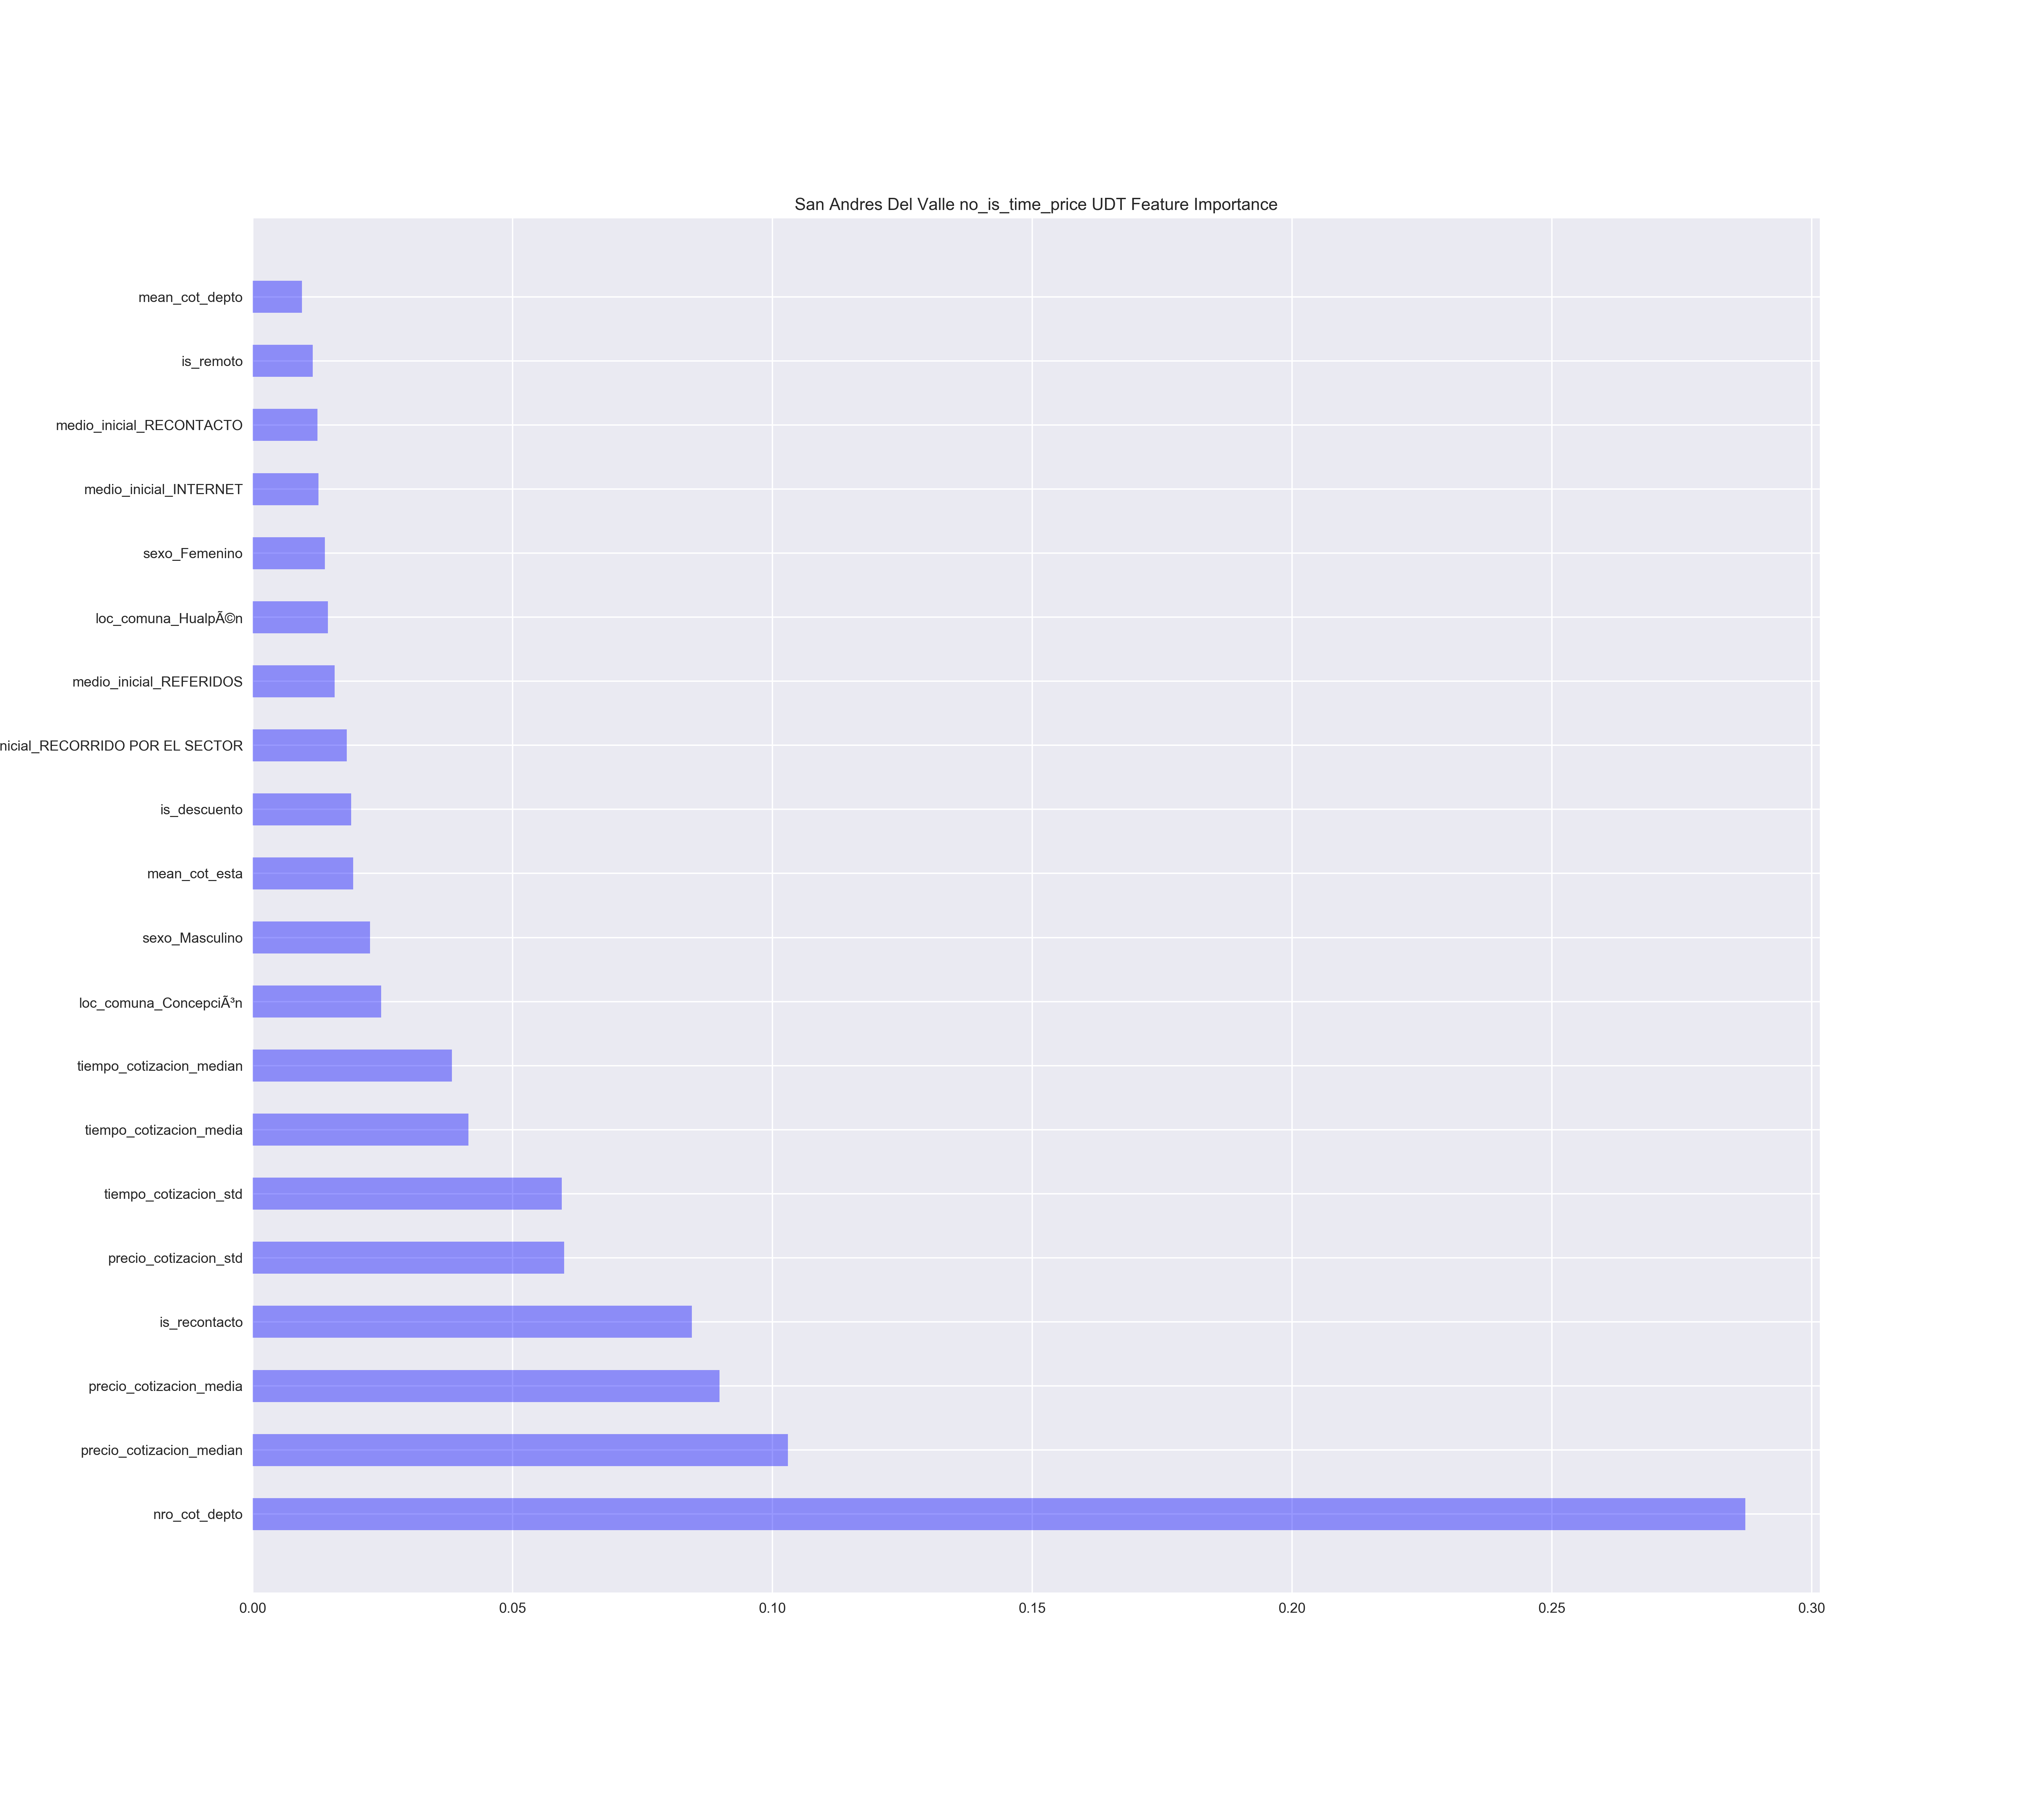 San Andres Del Valle no_is_time_price UDT Feature Importance
mean_cot_depto
is_remoto
medio_inicial_RECONTACTO
medio_inicial_INTERNET
sexo_Femenino
loc_comuna_HualpÃ©n
medio_inicial_REFERIDOS
nicial_RECORRIDO POR EL SECTOR
is_descuento
mean_cot_esta
sexo_Masculino
loc_comuna_ConcepciÃ³n
tiempo_cotizacion_median
tiempo_cotizacion_media
tiempo_cotizacion_std
precio_cotizacion_std
is_recontacto
precio_cotizacion_media
precio_cotizacion_median
nro_cot_depto
0.00 0.05 0.10 0.15 0.20 0.25 0.30